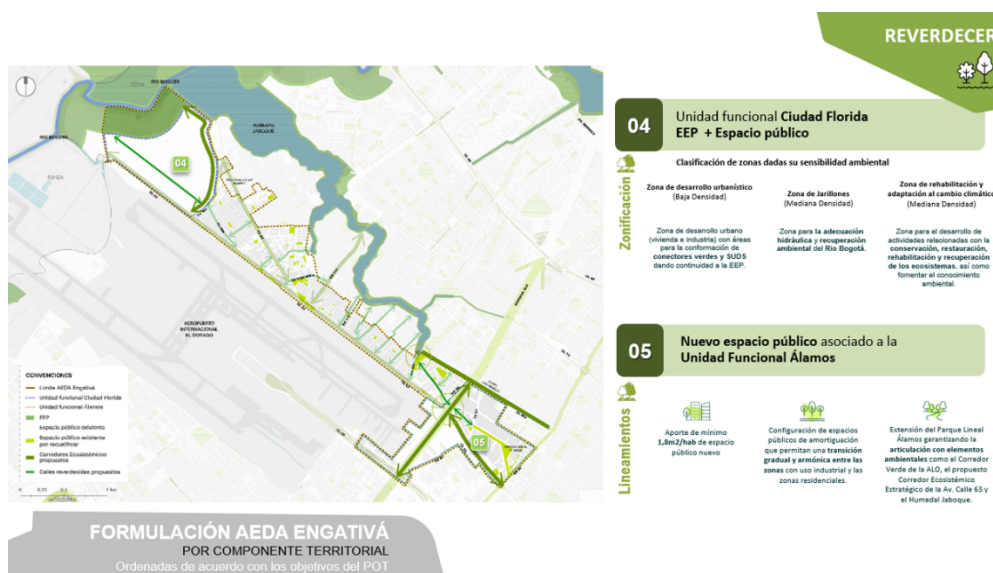 REVERDECER
RIO BOGOTÁ
HUMEDAL
JABOQUE
RIO BOGOTÁ
FUNZA
04
AEROPUERTO
INTERNACIONAL
EL DORADO
05
CONVENCIONES
Límite AEDA Engativá
Unidad funcional Ciudad Florida
Unidad funcional Álamos
EEP
Espacio público existente
Espacio público existente
por recualificar
Corredores Ecosistémicos
propuestos
Calles reverdecidas propuestas
04
Unidad funcional Ciudad Florida
EEP + Espacio público
Zonificación
Clasificación de zonas dadas su sensibilidad ambiental
Zona de desarrollo urbanístico
(Baja Densidad)
Zona de desarrollo urbano
(vivienda e industria) con áreas
para la conformación de
conectores verdes y SUDS
dando continuidad a la EEP.
Zona de Jarillones
(Mediana Densidad)
Zona para la adecuación
hidráulica y recuperación
ambiental del Rio Bogotá.
Zona de rehabilitación y
adaptación al cambio climático
(Mediana Densidad)
Zona para el desarrollo de
actividades relacionadas con la
conservación, restauración,
rehabilitación y recuperación
de los ecosistemas, así como
fomentar el conocimiento
ambiental.
05
Nuevo espacio público asociado a la
Unidad Funcional Álamos
Lineamientos
Aporte de mínimo
1,8m2/hab de espacio
público nuevo
Configuración de espacios
públicos de amortiguación
que permitan una transición
gradual y armónica entre las
zonas con uso industrial y las
zonas residenciales.
Extensión del Parque Lineal
Álamos garantizando la
articulación con elementos
ambientales como el Corredor
Verde de la ALO, el propuesto
Corredor Ecosistémico
Estratégico de la Av. Calle 63 y
el Humedal Jaboque.
FORMULACIÓN AEDA ENGATIVÁ
POR COMPONENTE TERRITORIAL
Ordenadas de acuerdo con los objetivos del POT